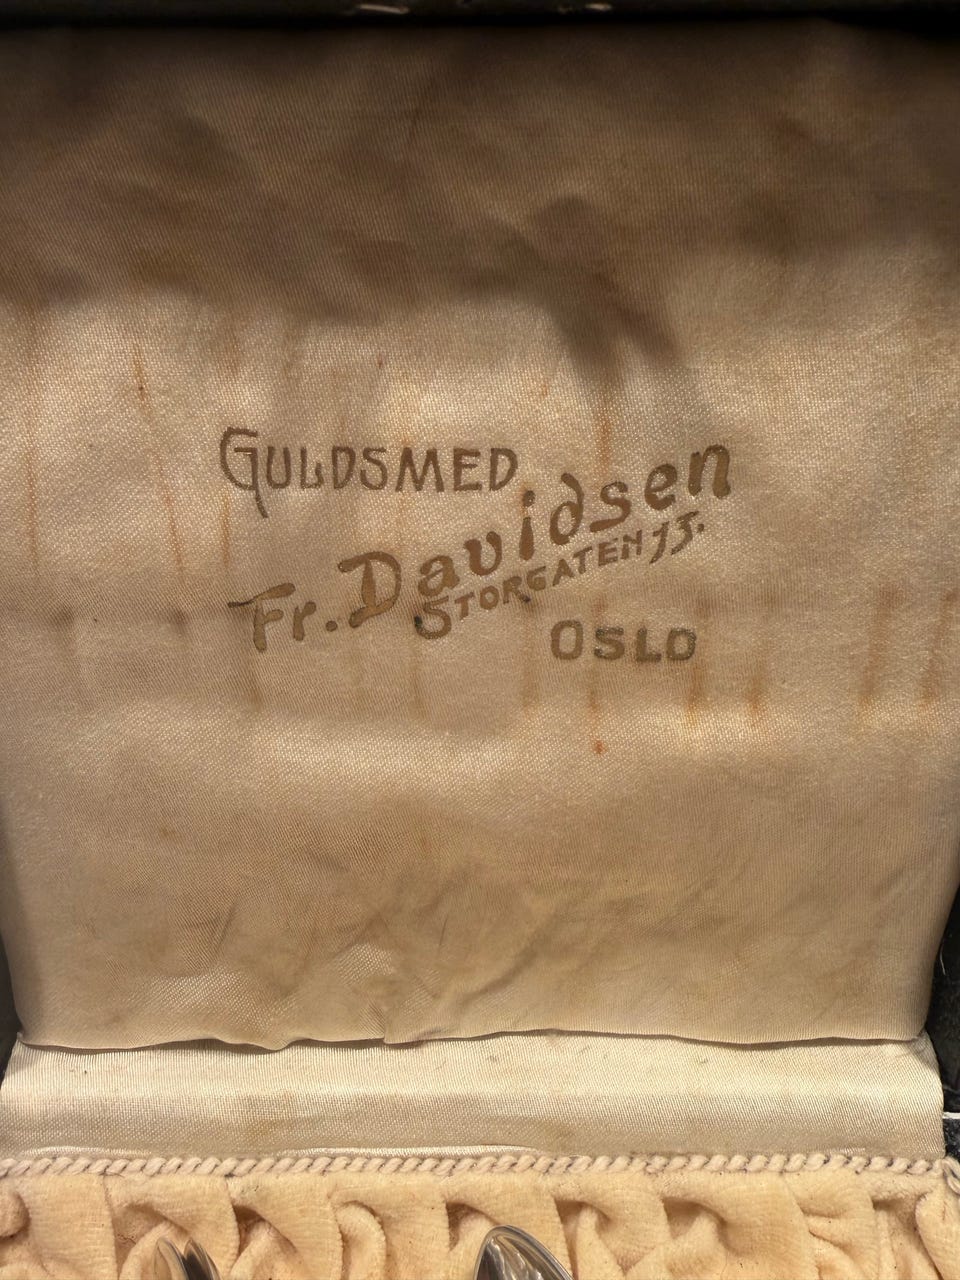 GULDSMED
Fr. Davidsen
STORGATEN 15.
OSLO